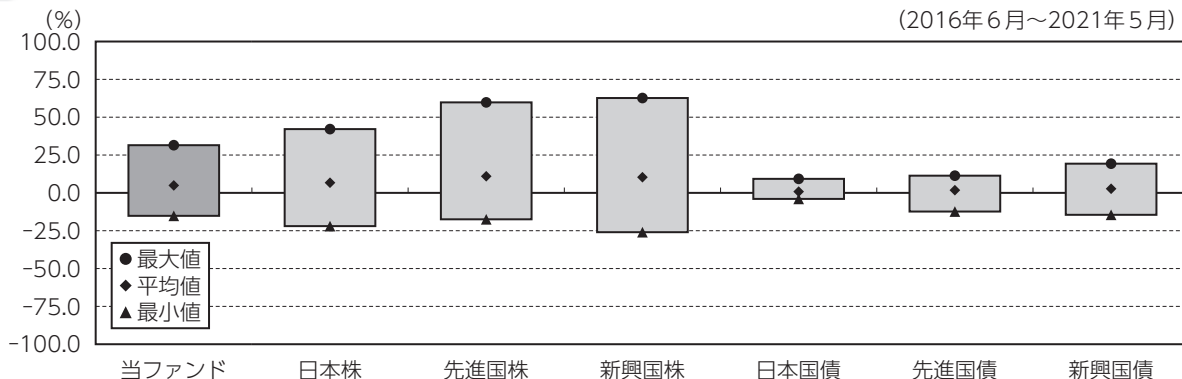 (%)
(2016年6月～2021年5月)
100.0
75.0
50.0
25.0
0.0
-25.0
-50.0
-75.0
-100.0
●最大値
◆平均値
▲最小値
当ファンド 日本株 先進国株 新興国株 日本国債 先進国債 新興国債